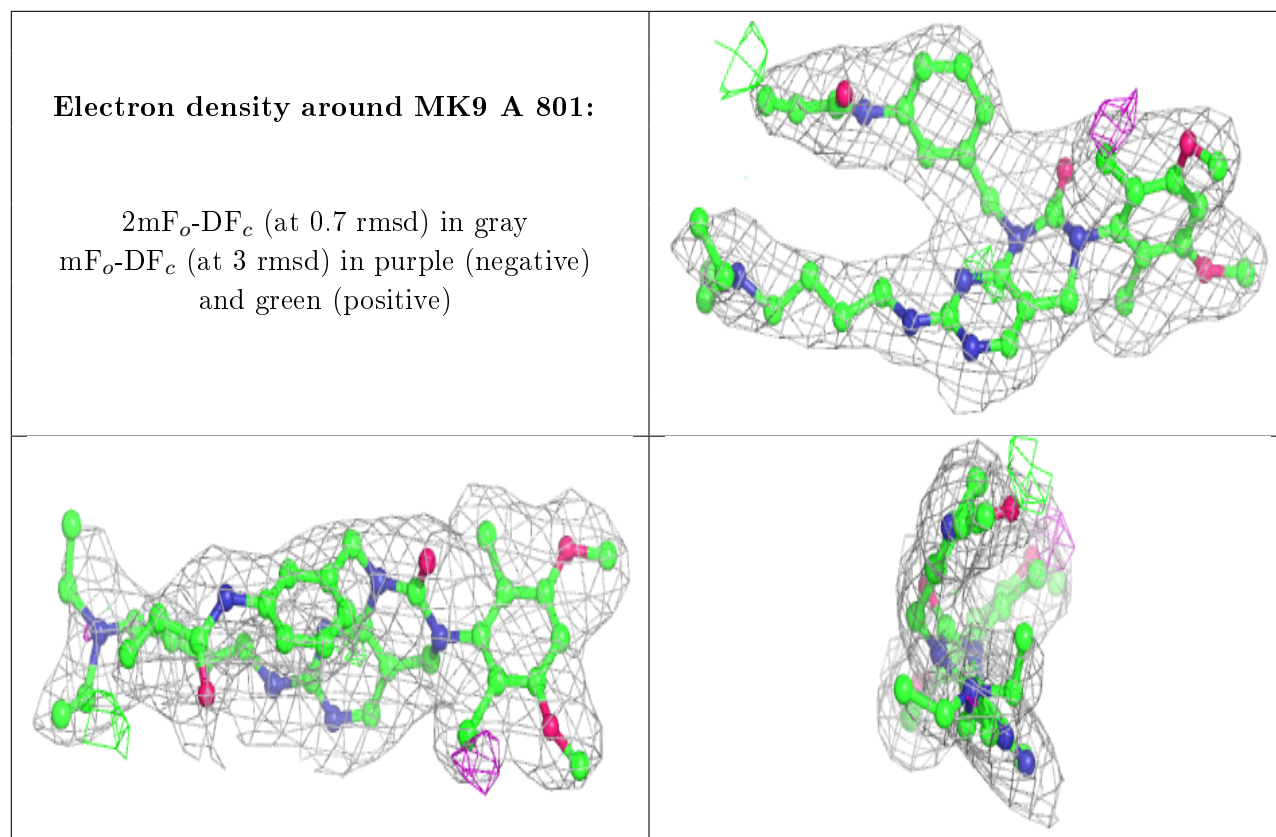 Electron density around MK9 A 801:
2mFₒ-DF𝒸 (at 0.7 rmsd) in gray
mFₒ-DF𝒸 (at 3 rmsd) in purple (negative)
and green (positive)